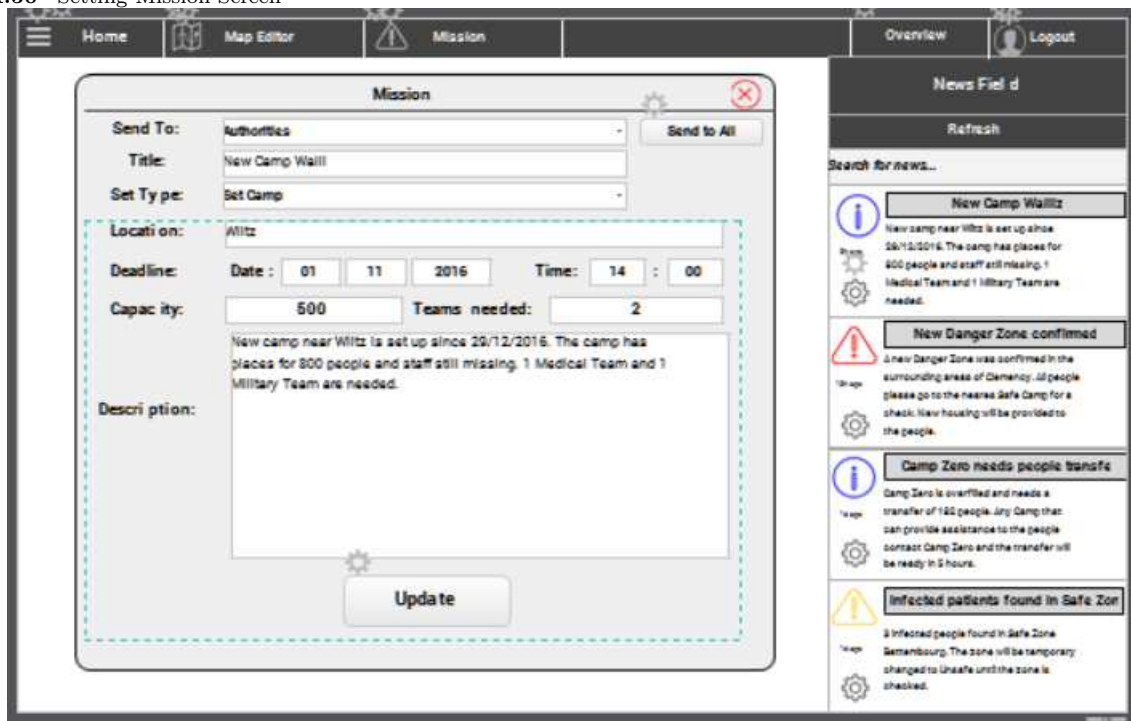 Setting Mission Screen
Home Map Editor Mission Overview Logout
Mission
Send To: Authorities Send to All
Title: New Camp Walll
Set Type: Set Camp
Location: Wiltz
Deadline: Date : 01 11 2016 Time: 14 : 00
Capac ity: 500 Teams needed: 2
Descri ption:
New camp near Wiltz is set up since 29/12/2016. The camp has
places for 800 people and staff still missing. 1 Medical Team and 1
Military Team are needed.
Update
News Fiel d
Refresh
Search for news...
New Camp Walltz
New camp near Wiltz is set up since
29/12/2016. The camp has places for
800 people and staff still missing. 1
Medical Team and 1 Military Team are
needed.
New Danger Zone confirmed
A new Danger Zone was confirmed in the
surrounding areas of Clemency. All people
please go to the neares Safe Camp for a
check. New housing will be provided to
the people.
Camp Zero needs people transfe
Camp Zero is overfilled and needs a
transfer of people. Any Camp that
can provide assistance to the people
contact Camp Zero and the transfer will
be ready in 5 hours.
Infected patients found in Safe Zon
3 infected people found in Safe Zone
Bettembourg. The zone will be temporary
changed to Unsafe until the zone is
checked.